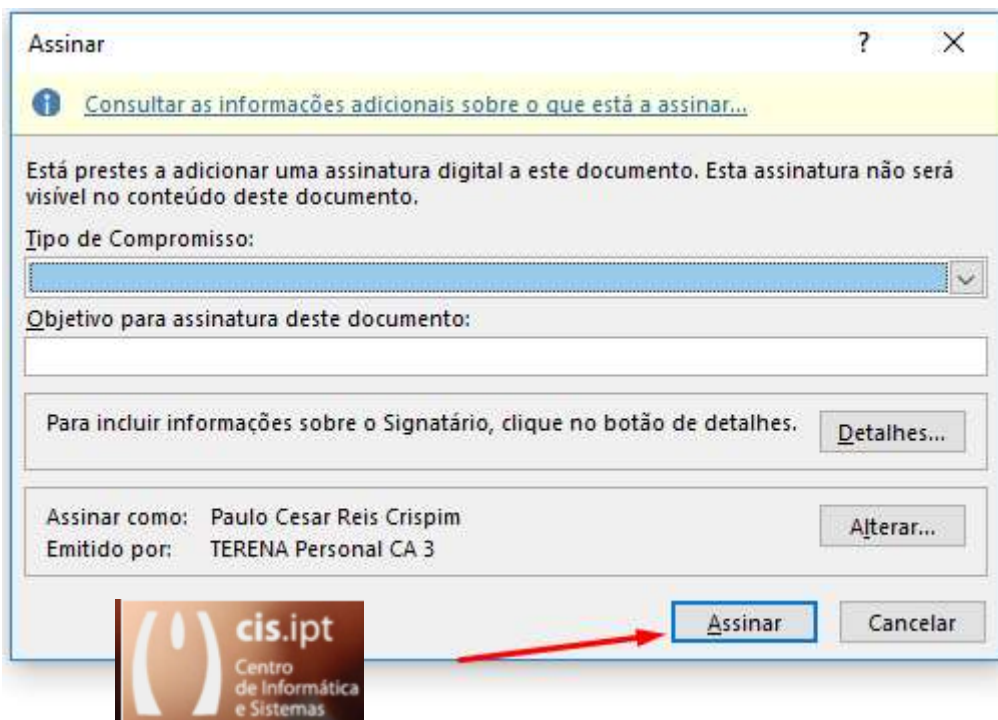 Assinar
?
Consultar as informações adicionais sobre o que está a assinar...
Está prestes a adicionar uma assinatura digital a este documento. Esta assinatura não será
visível no conteúdo deste documento.
Tipo de Compromisso:
Objetivo para assinatura deste documento:
Para incluir informações sobre o Signatário, clique no botão de detalhes.
Detalhes...
Assinar como: Paulo Cesar Reis Crispim
Emitido por: TERENA Personal CA 3
Alterar...
Assinar
Cancelar
cis.ipt
Centro
de Informática
e Sistemas